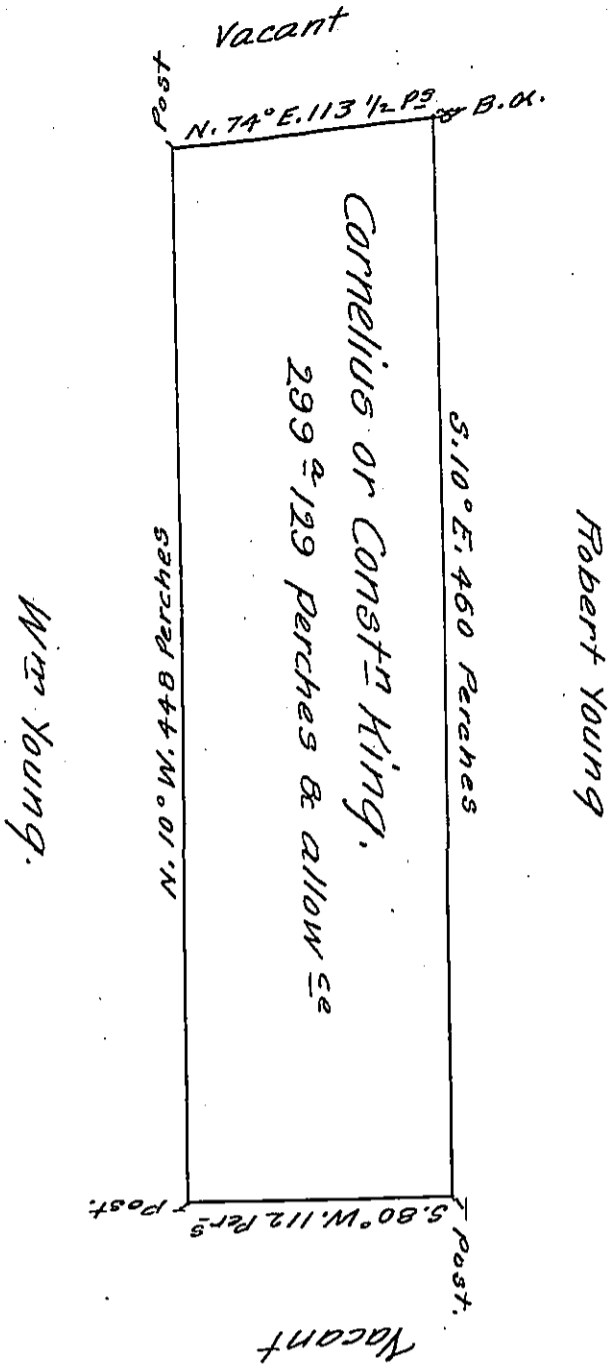 Vacant
Post
N. 74° E. 113 1/2 Ps
B.O.
Robert Young
S. 10° E. 460 Perches
Cornelius or Constn King.
299 a 129 perches & allowce
N. 10° W. 448 Perches
Wm Young.
Post.
S. 80° W. 112 Pers
Post.
Vacant